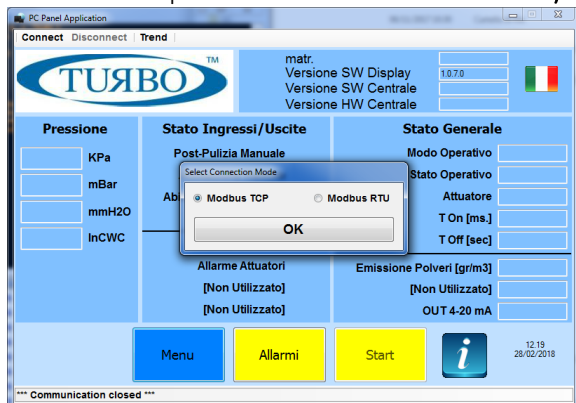 PC Panel Application
Connect Disconnect Trend
TUЯBO™
matr.
Versione SW Display 1.0.7.0
Versione SW Centrale
Versione HW Centrale
Pressione
KPa
mBar
mmH2O
InCWC
Stato Ingressi/Uscite
Post-Pulizia Manuale
Select Connection Mode
Modbus TCP Modbus RTU
OK
Allarme Attuatori
[Non Utilizzato]
[Non Utilizzato]
Stato Generale
Modo Operativo
Stato Operativo
Attuatore
T On [ms.]
T Off [sec]
Emissione Polveri [gr/m3]
[Non Utilizzato]
OUT 4-20 mA
Menu
Allarmi
Start
i
12.19
28/02/2018
*** Communication closed ***